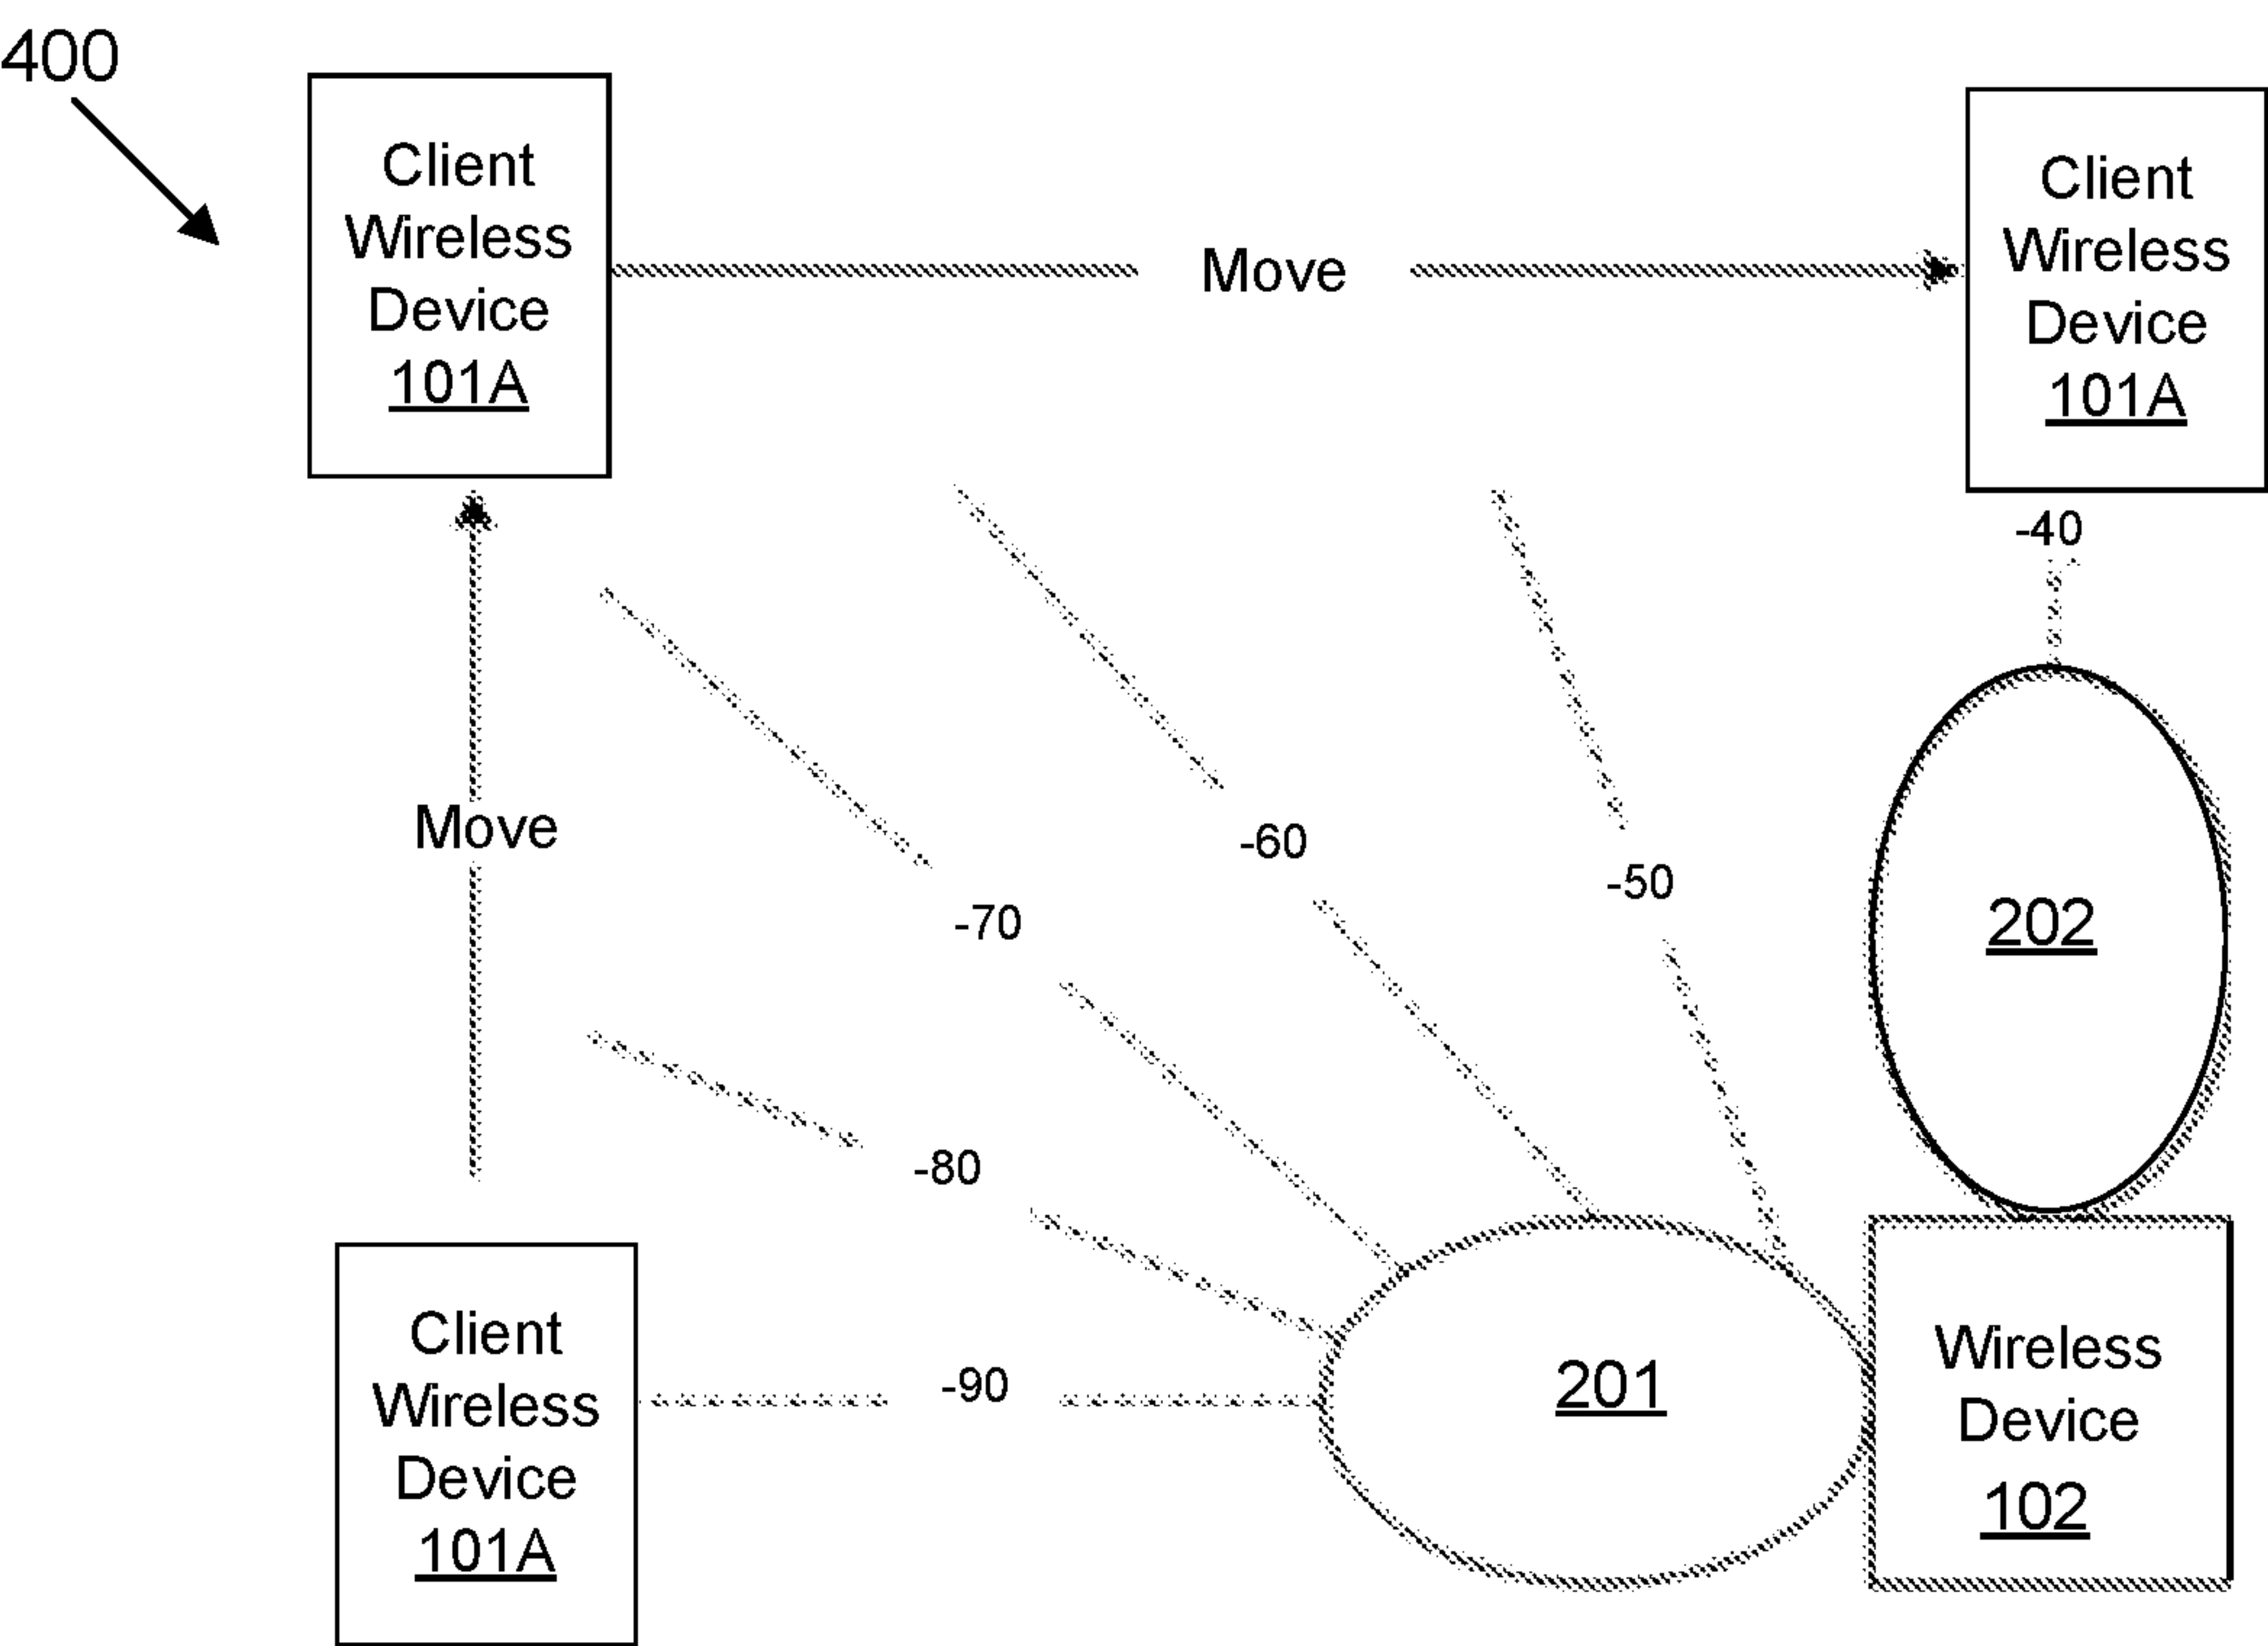 400
Client
Wireless
Device
101A
Move
Client
Wireless
Device
101A
-40
Move
-60
-50
-70
202
-80
Client
Wireless
Device
101A
-90
201
Wireless
Device
102